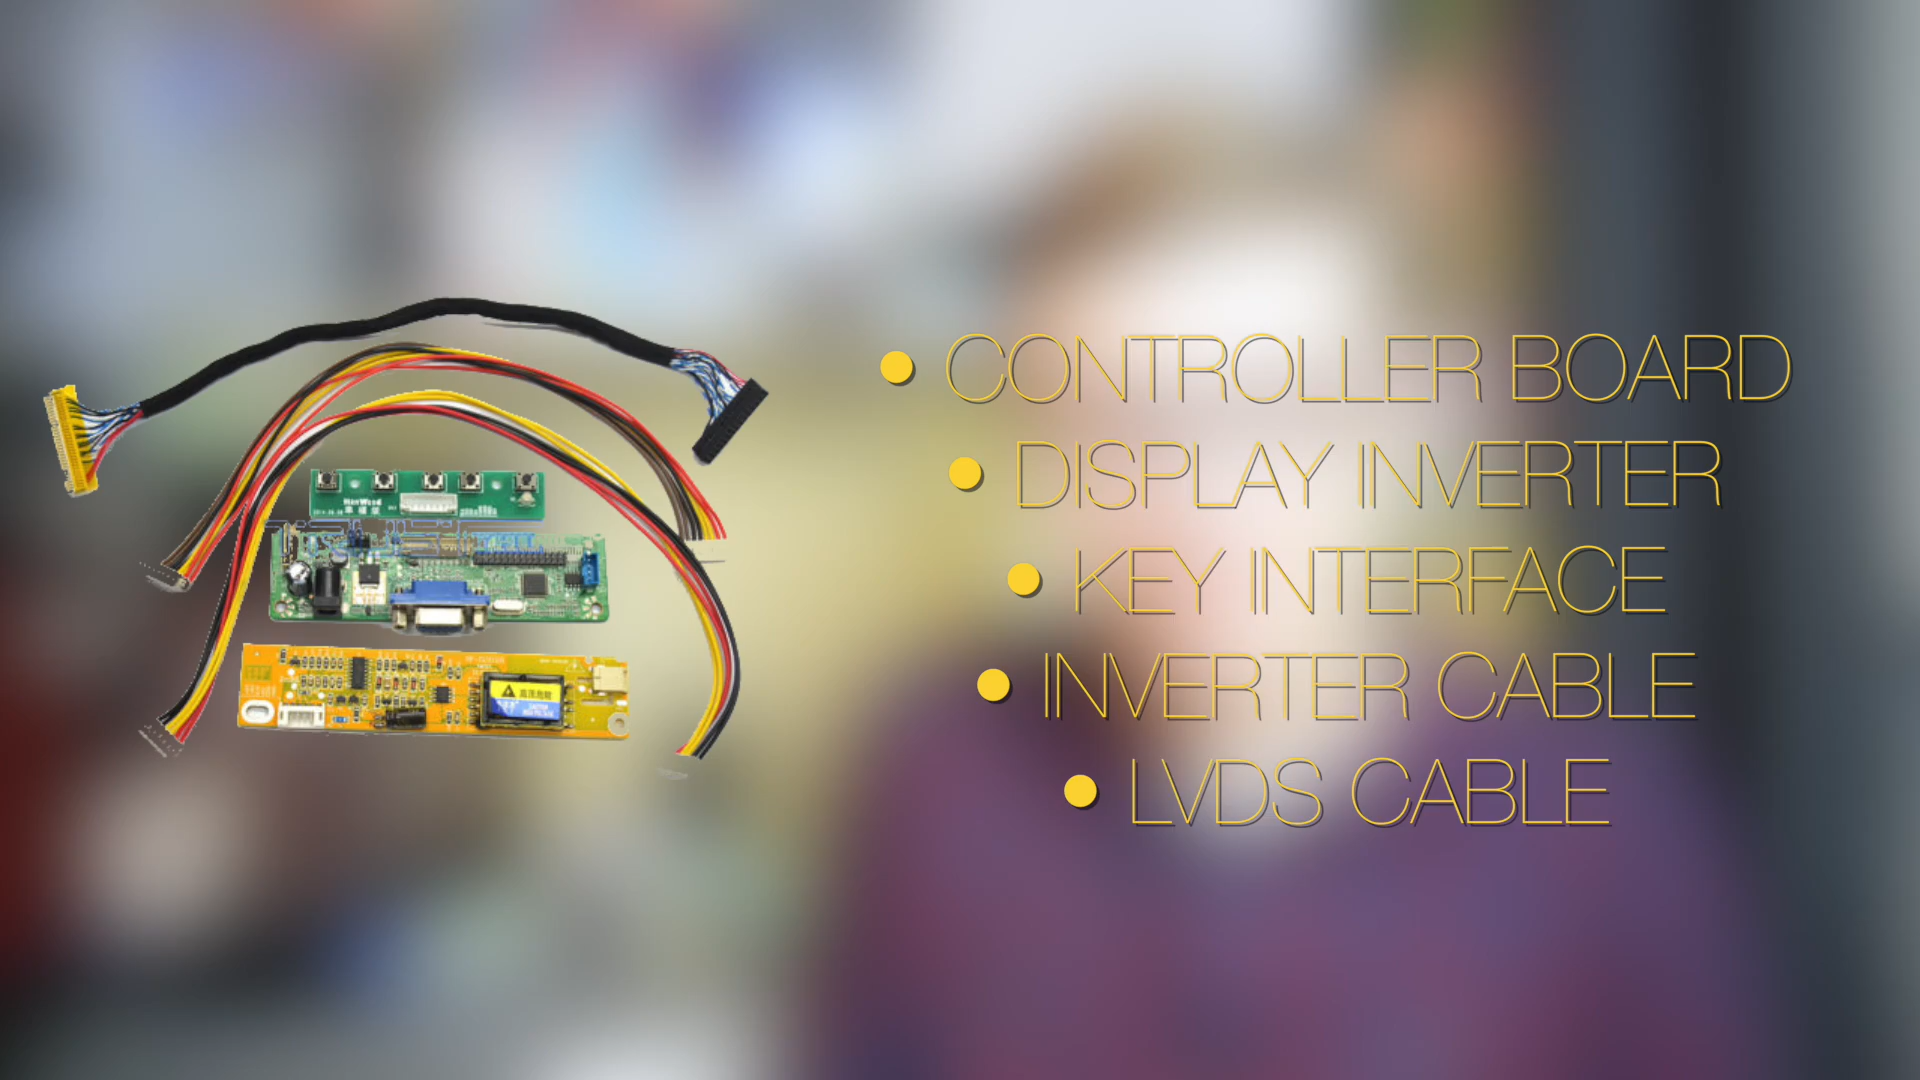 • CONTROLLER BOARD
• DISPLAY INVERTER
• KEY INTERFACE
• INVERTER CABLE
• LVDS CABLE